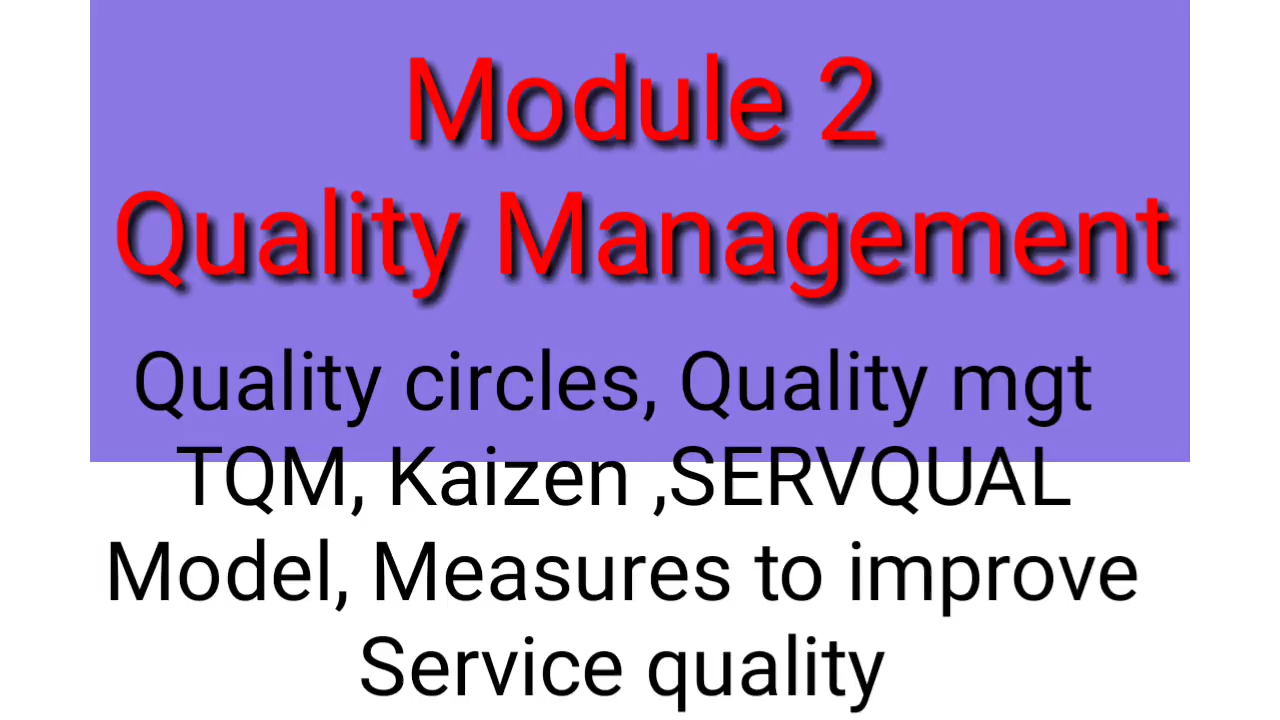 Module 2
Quality Management
Quality circles, Quality mgt
TQM, Kaizen ,SERVQUAL
Model, Measures to improve
Service quality